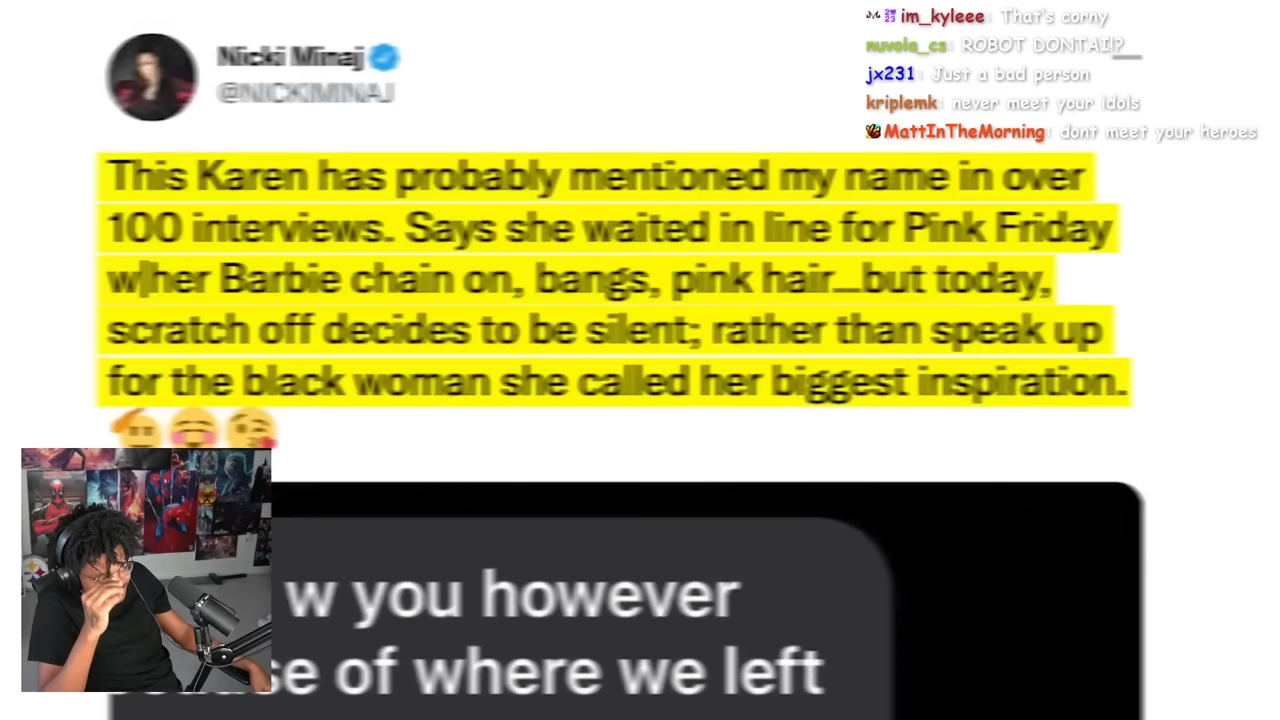 Nicki Minaj
@NICKIMINAJ
This Karen has probably mentioned my name in over
100 interviews. Says she waited in line for Pink Friday
w|her Barbie chain on, bangs, pink hair…but today,
scratch off decides to be silent; rather than speak up
for the black woman she called her biggest inspiration.
w you however
se of where we left
im_kyleee: That's corny
nuvola_cs: ROBOT DONTAI!?__
jx231: Just a bad person
kriplemk: never meet your idols
MattInTheMorning: dont meet your heroes